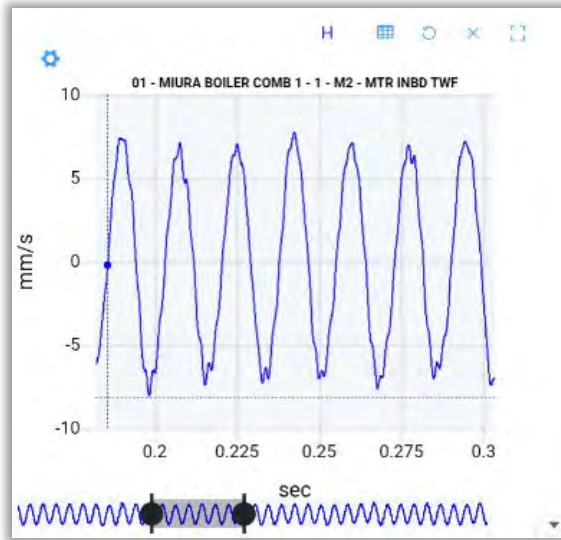 H
01 - MIURA BOILER COMB 1 - 1 - M2 - MTR INBD TWF
10
5
0
-5
-10
mm/s
0.2 0.225 0.25 0.275 0.3
sec